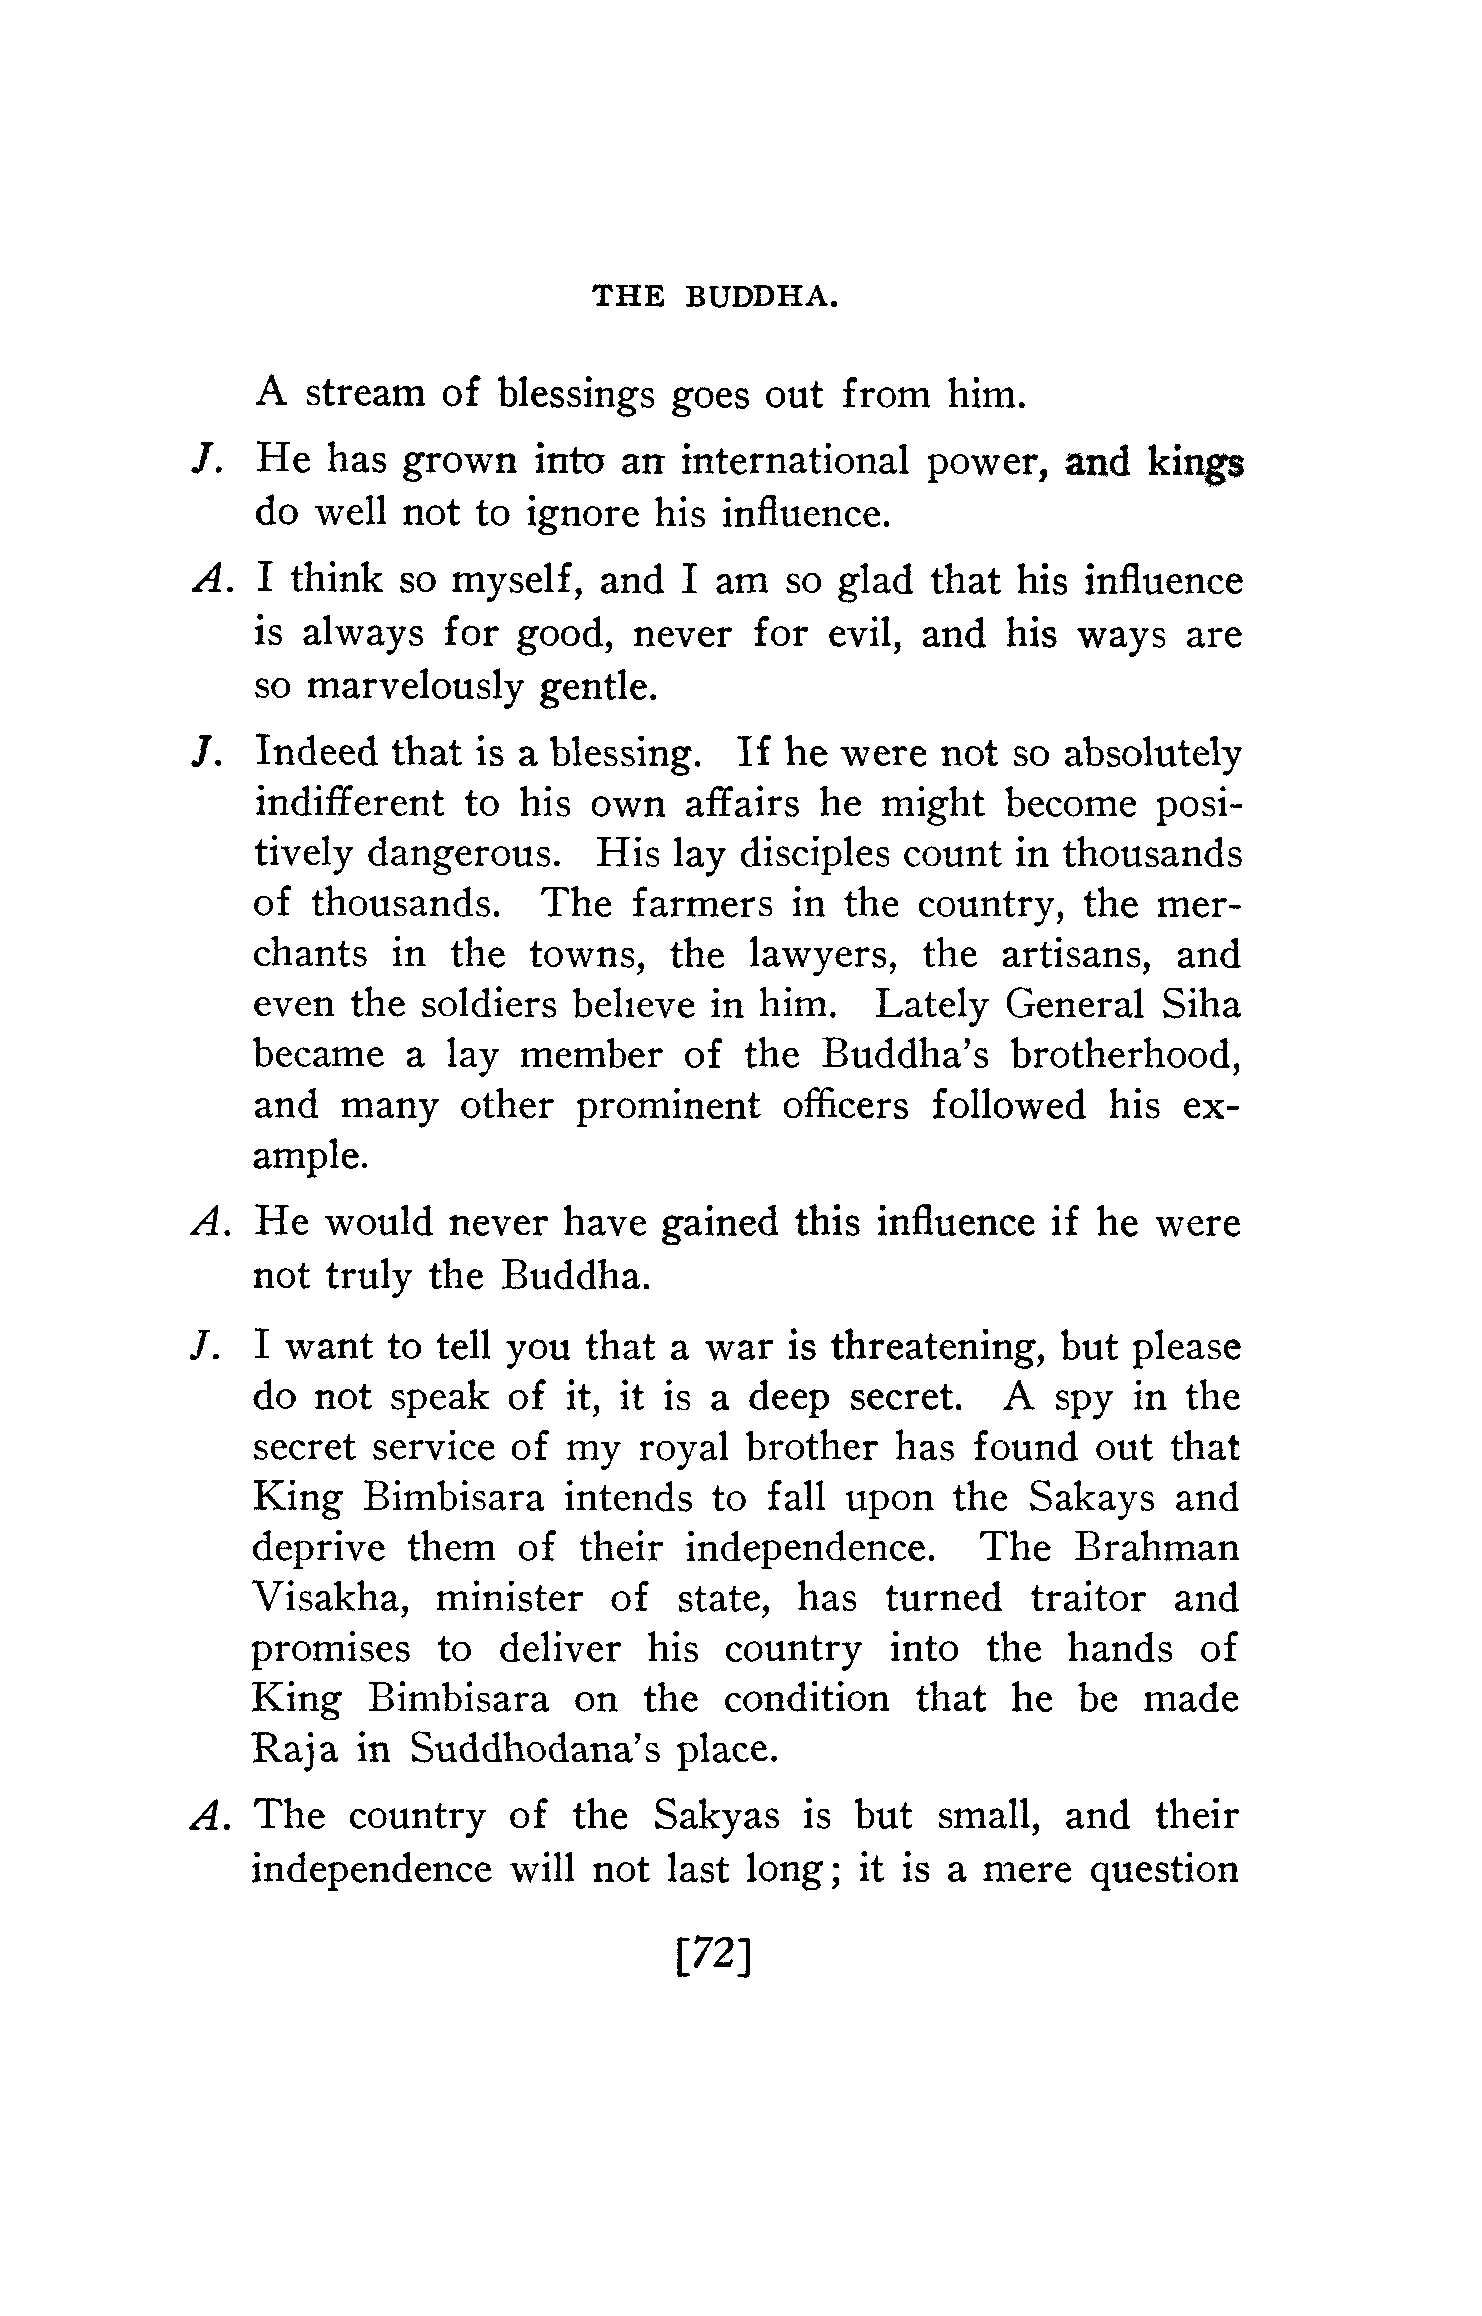 THE BUDDHA.
A stream of blessings goes out from him.
J. He has grown into an international power, and kings
do well not to ignore his influence.
A. I think so myself, and I am so glad that his influence
is always for good, never for evil, and his ways are
so marvelously gentle.
J. Indeed that is a blessing. If he were not so absolutely
indifferent to his own affairs he might become posi-
tively dangerous. His lay disciples count in thousands
of thousands. The farmers in the country, the mer-
chants in the towns, the lawyers, the artisans, and
even the soldiers believe in him. Lately General Siha
became a lay member of the Buddha's brotherhood,
and many other prominent officers followed his ex-
ample.
A. He would never have gained this influence if he were
not truly the Buddha.
J. I want to tell you that a war is threatening, but please
do not speak of it, it is a deep secret. A spy in the
secret service of my royal brother has found out that
King Bimbisara intends to fall upon the Sakays and
deprive them of their independence. The Brahman
Visakha, minister of state, has turned traitor and
promises to deliver his country into the hands of
King Bimbisara on the condition that he be made
Raja in Suddhodana's place.
A. The country of the Sakyas is but small, and their
independence will not last long; it is a mere question
[72]